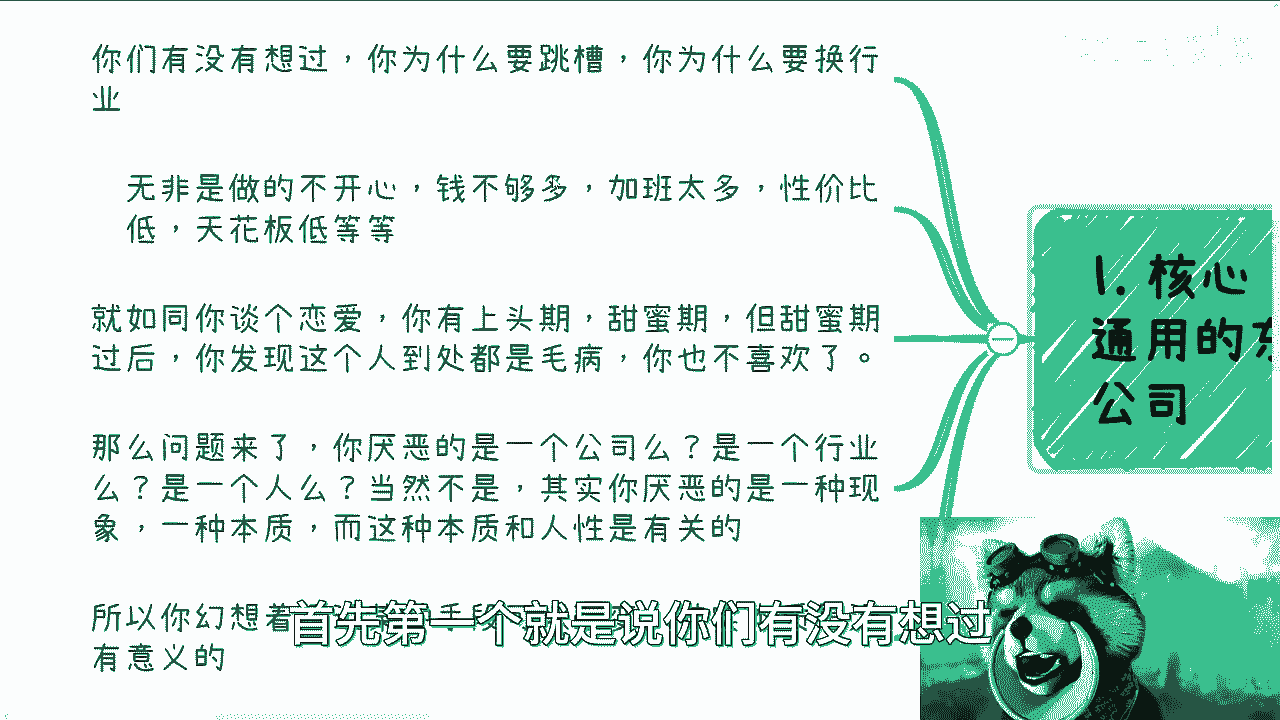 你们有没有想过，你为什么要跳槽，你为什么要换行
业
无非是做的不开心，钱不够多，加班太多，性价比
低，天花板低等等
就如同你谈个恋爱，你有上头期，甜蜜期，但甜蜜期
过后，你发现这个人到处都是毛病，你也不喜欢了。
那么问题来了，你厌恶的是一个公司么？是一个行业
么？是一个人么？当然不是，其实你厌恶的是一种现
象，一种本质，而这种本质和人性是有关的
所以你幻想着
有意义的
1. 核心
通用的东
公司
首先第一个就是说你们有没有想过